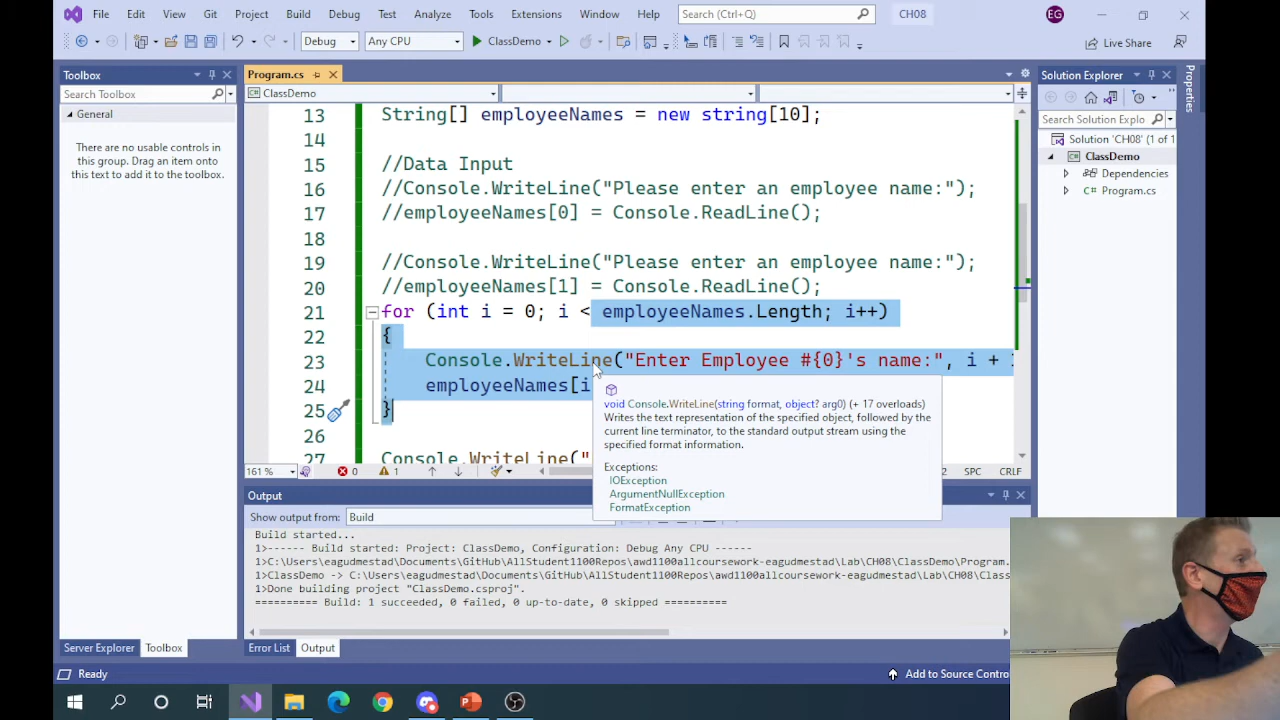 File Edit View Git Project Build Debug Test Analyze Tools Extensions Window Help Search (Ctrl+Q) CH08 EG
Debug Any CPU ClassDemo Live Share
Toolbox
Search Toolbox
General
There are no usable controls in
this group. Drag an item onto
this text to add it to the toolbox.
Program.cs
ClassDemo
13 String[] employeeNames = new string[10];
14
15 //Data Input
16 //Console.WriteLine("Please enter an employee name:");
17 //employeeNames[0] = Console.ReadLine();
18
19 //Console.WriteLine("Please enter an employee name:");
20 //employeeNames[1] = Console.ReadLine();
21 for (int i = 0; i < employeeNames.Length; i++)
22 {
23 Console.WriteLine("Enter Employee #{0}'s name:", i +
24 employeeNames[i
25 }
26
27 Console.WriteLine("
void Console.WriteLine(string format, object? arg0) (+ 17 overloads)
Writes the text representation of the specified object, followed by the
current line terminator, to the standard output stream using the
specified format information.
Exceptions:
IOException
ArgumentNullException
FormatException
161 % 0 1 2 SPC CRLF
Output
Show output from: Build
Build started...
1>------ Build started: Project: ClassDemo, Configuration: Debug Any CPU ------
1>C:\Users\eagudmestad\Documents\GitHub\AllStudent1100Repos\awd1100allcoursework-eagudmestad\Lab\CH08\ClassDemo\Program.
1>ClassDemo -> C:\Users\eagudmestad\Documents\GitHub\AllStudent1100Repos\awd1100allcoursework-eagudmestad\Lab\CH08\Class
1>Done building project "ClassDemo.csproj".
========== Build: 1 succeeded, 0 failed, 0 up-to-date, 0 skipped ==========
Server Explorer Toolbox
Error List Output
Solution Explorer
Search Solution Explo
Solution 'CH08' (1 of 1
ClassDemo
Dependencies
Program.cs
Properties
Ready
Add to Source Contro